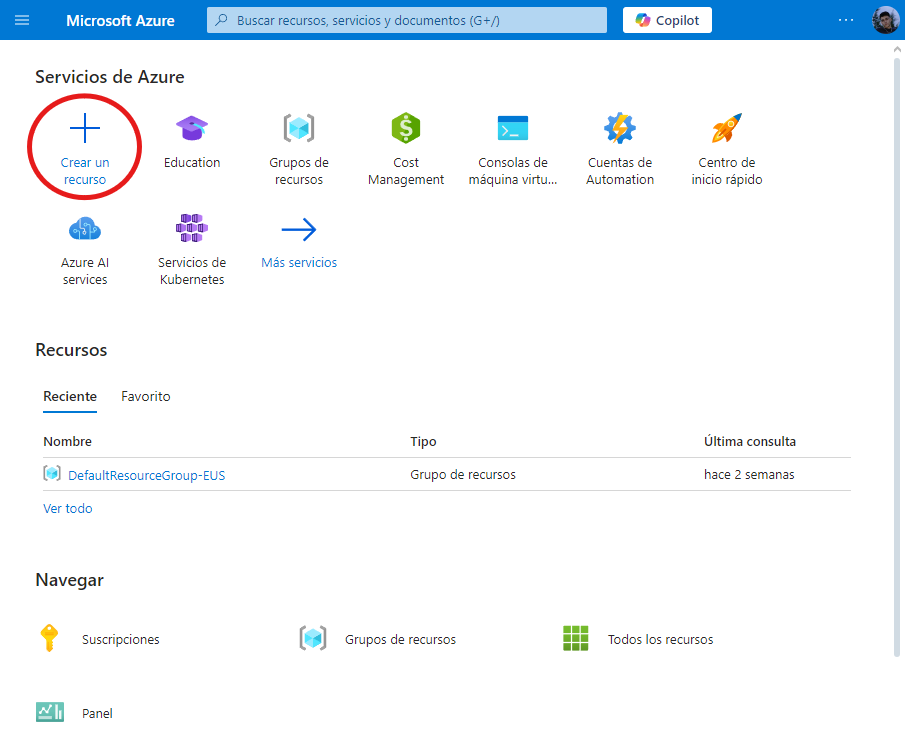 Microsoft Azure
Buscar recursos, servicios y documentos (G+/)
Copilot
Servicios de Azure
Crear un
recurso
Education
Grupos de
recursos
Cost
Management
Consolas de
máquina virtu...
Cuentas de
Automation
Centro de
inicio rápido
Azure AI
services
Servicios de
Kubernetes
Más servicios
Recursos
Reciente
Favorito
Nombre
Tipo
Última consulta
DefaultResourceGroup-EUS
Grupo de recursos
hace 2 semanas
Ver todo
Navegar
Suscripciones
Grupos de recursos
Todos los recursos
Panel